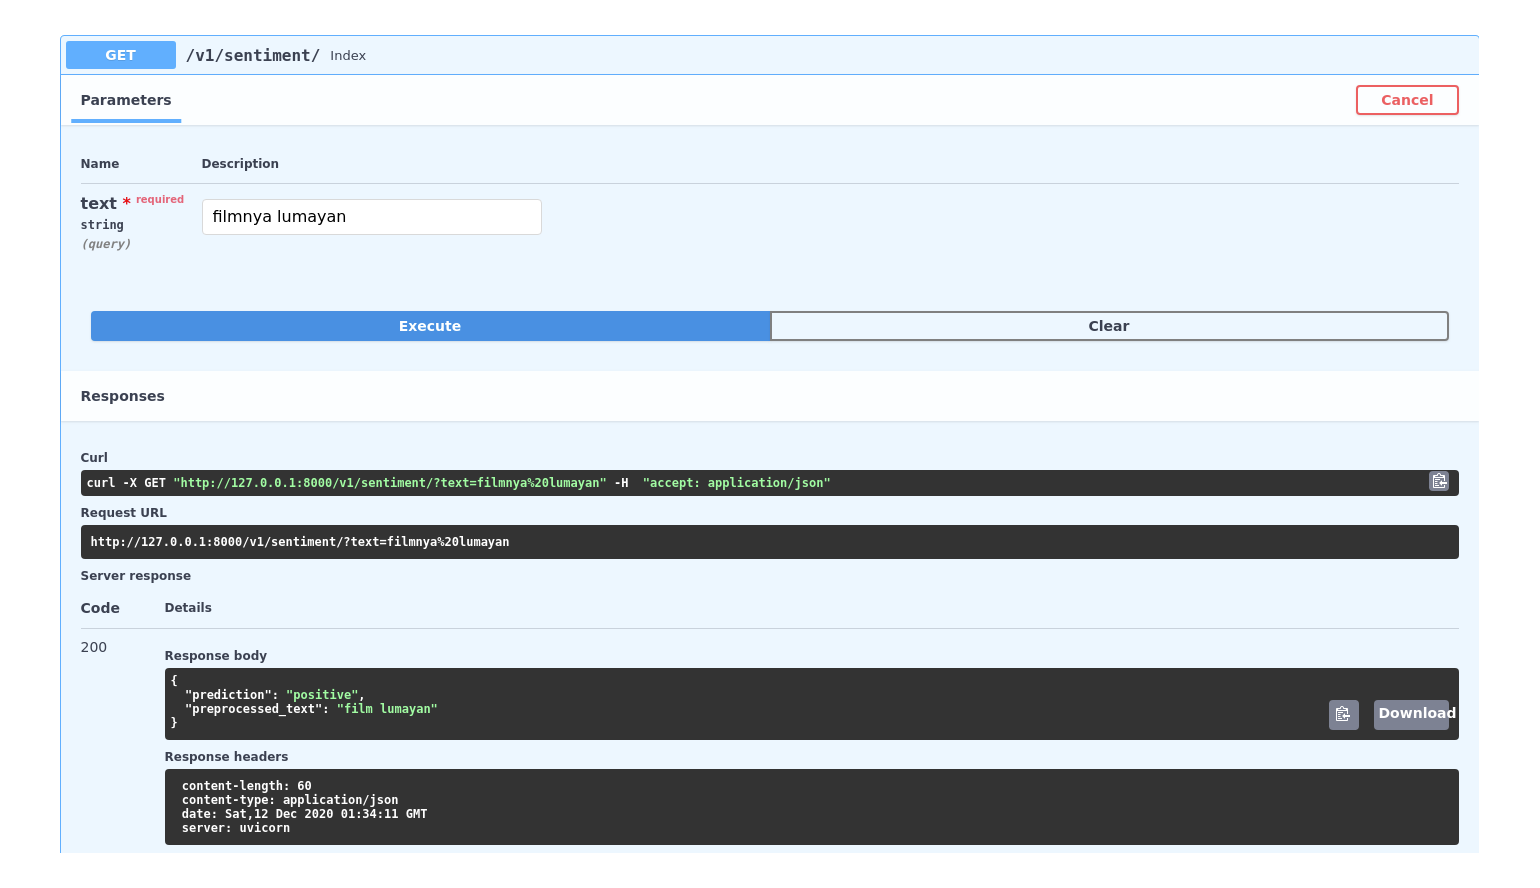 GET /v1/sentiment/ Index
Parameters
Cancel
Name Description
text * required
string
(query)
filmnya lumayan
Execute Clear
Responses
Curl
curl -X GET "http://127.0.0.1:8000/v1/sentiment/?text=filmnya%20lumayan" -H  "accept: application/json"
Request URL
http://127.0.0.1:8000/v1/sentiment/?text=filmnya%20lumayan
Server response
Code Details
200
Response body
{
  "prediction": "positive",
  "preprocessed_text": "film lumayan"
}
Download
Response headers
content-length: 60
content-type: application/json
date: Sat,12 Dec 2020 01:34:11 GMT
server: uvicorn